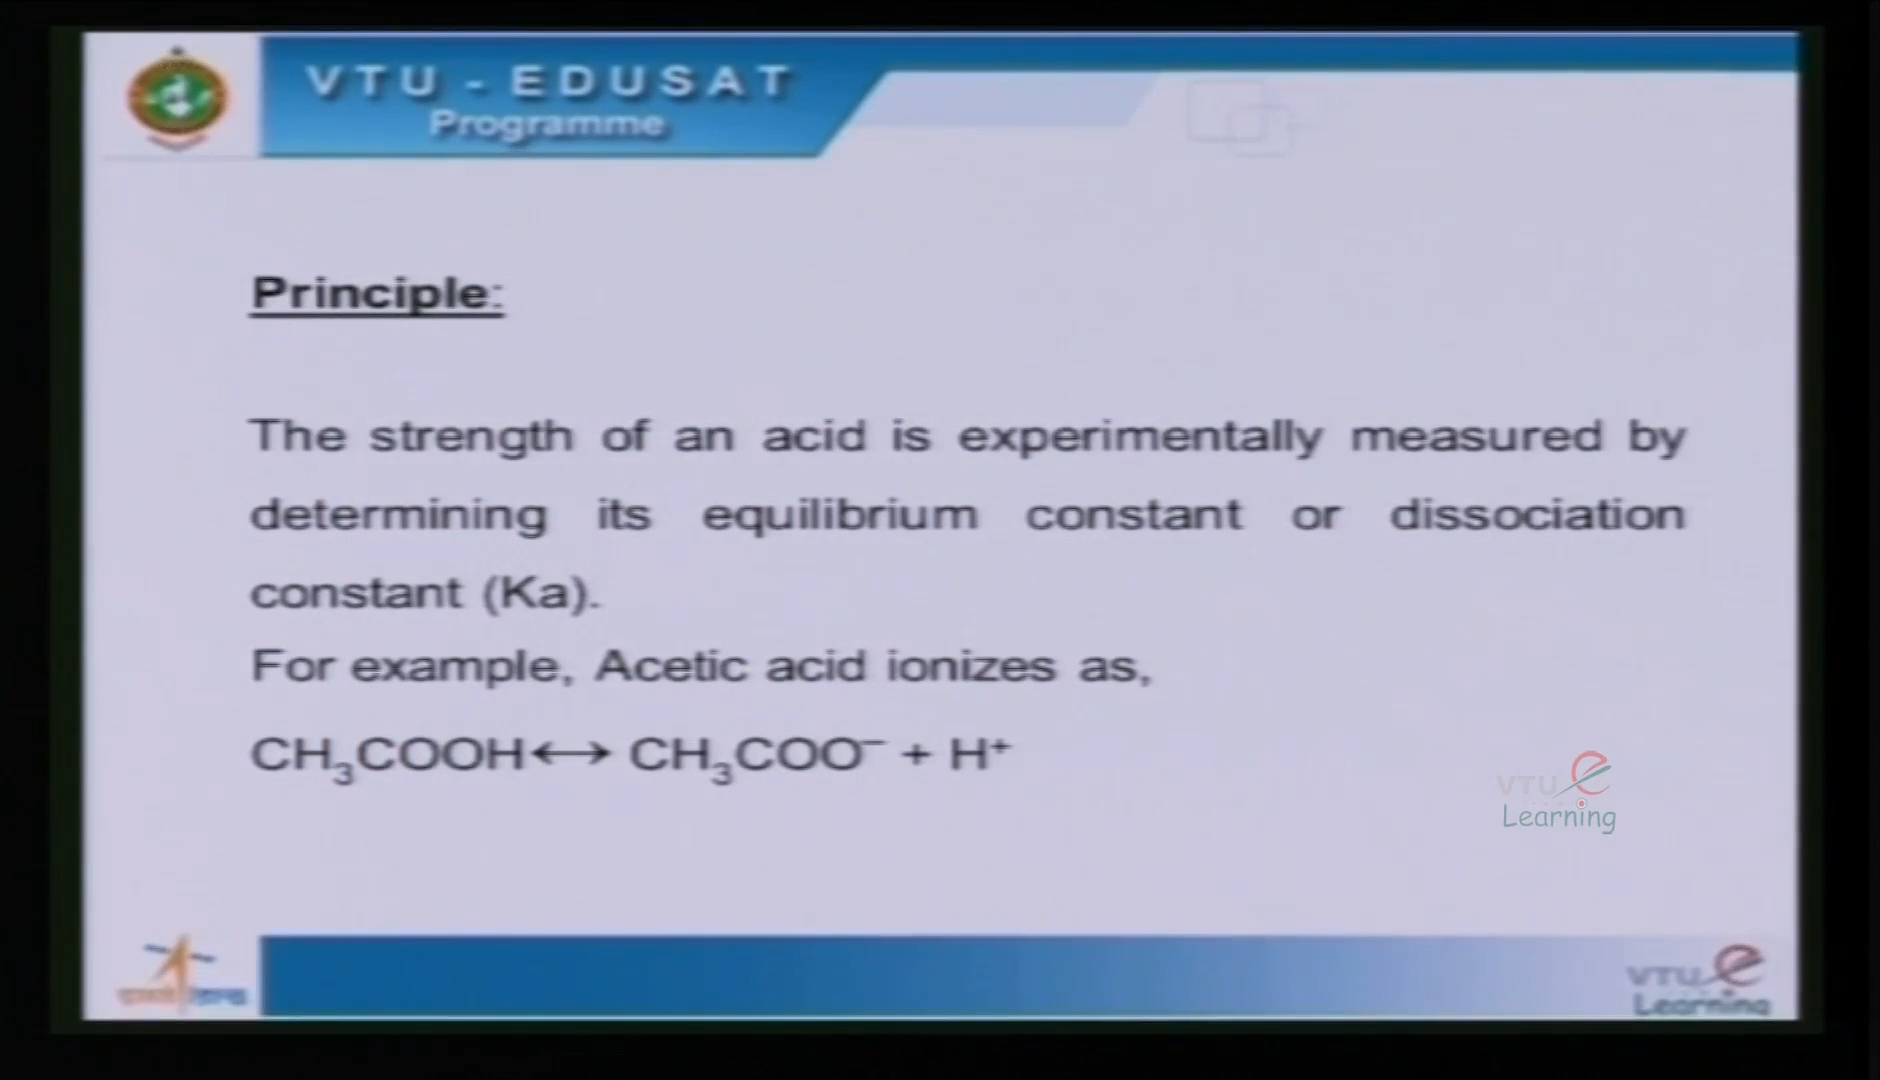 VTU - EDUSAT
Programme
Principle:
The strength of an acid is experimentally measured by
determining its equilibrium constant or dissociation
constant (Ka).
For example, Acetic acid ionizes as,
CH₃COOH⟷ CH₃COO⁻ + H⁺
VTU e
Learning
VTU e
Learning